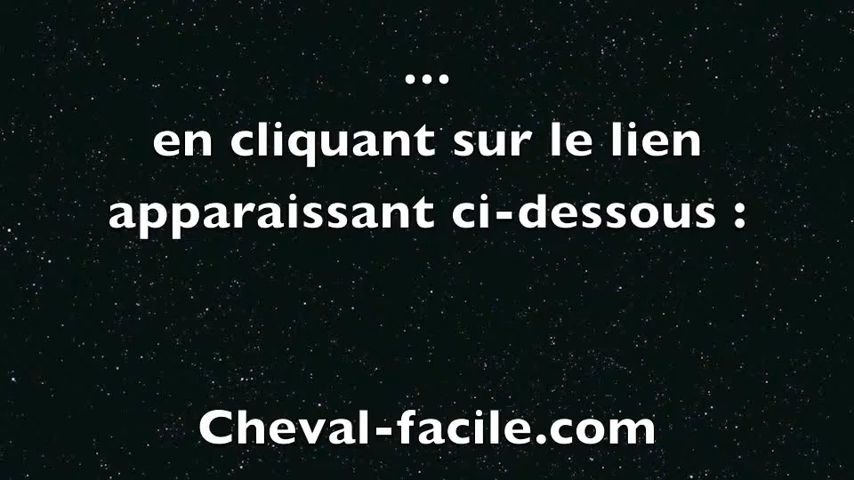 ...
en cliquant sur le lien
apparaissant ci-dessous :
Cheval-facile.com